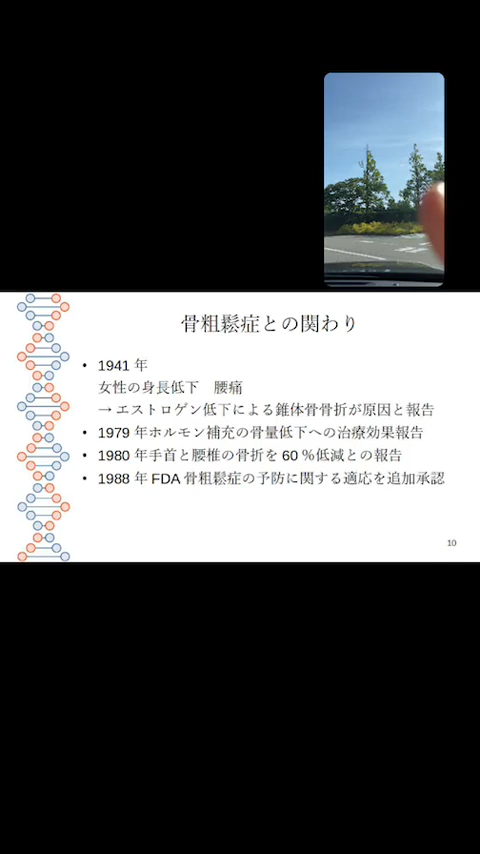 骨粗鬆症との関わり
• 1941 年
女性の身長低下　腰痛
→ エストロゲン低下による錐体骨骨折が原因と報告
• 1979 年ホルモン補充の骨量低下への治療効果報告
• 1980 年手首と腰椎の骨折を 60 %低減との報告
• 1988 年 FDA 骨粗鬆症の予防に関する適応を追加承認
10